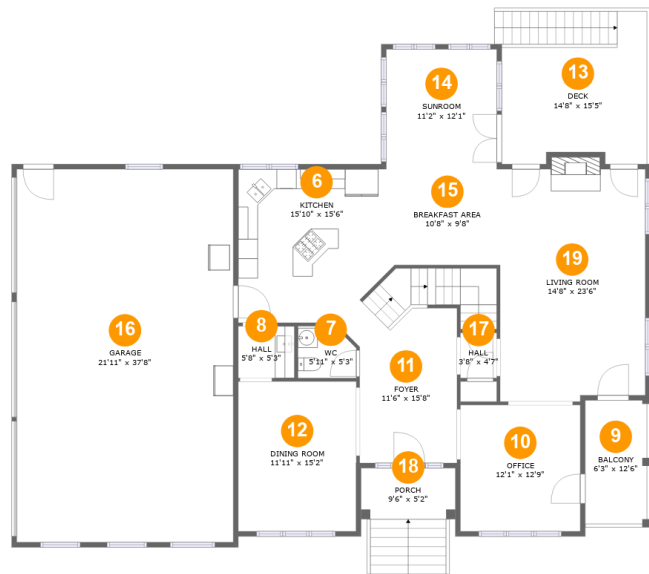 14
SUNROOM
11'2" x 12'1"
13
DECK
14'8" x 15'5"
6
KITCHEN
15'10" x 15'6"
15
BREAKFAST AREA
10'8" x 9'8"
19
LIVING ROOM
14'8" x 23'6"
16
GARAGE
21'11" x 37'8"
8
HALL
5'8" x 5'3"
7
WC
5'11" x 5'3"
17
HALL
3'8" x 4'7"
11
FOYER
11'6" x 15'8"
12
DINING ROOM
11'11" x 15'2"
18
PORCH
9'6" x 5'2"
10
OFFICE
12'1" x 12'9"
9
BALCONY
6'3" x 12'6"